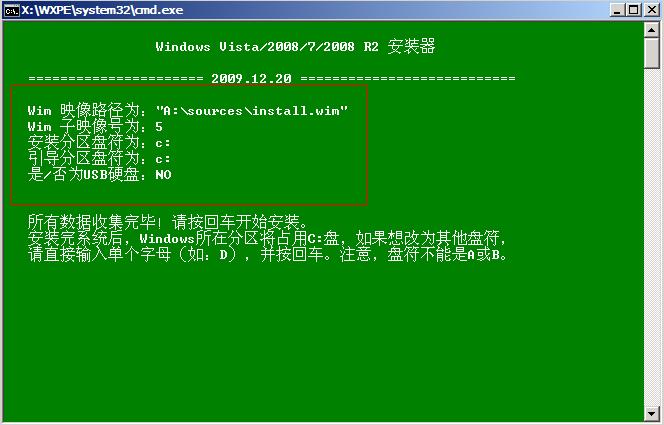 X:\WXPE\system32\cmd.exe
Windows Vista/2008/7/2008 R2 安装器
====================== 2009.12.20 ===========================
Wim 映像路径为："A:\sources\install.wim"
Wim 子映像号为：5
安装分区盘符为：c:
引导分区盘符为：c:
是/否为USB硬盘：NO
所有数据收集完毕！请按回车开始安装。
安装完系统后，Windows所在分区将占用C:盘，如果想改为其他盘符，
请直接输入单个字母（如：D），并按回车。注意，盘符不能是A或B。